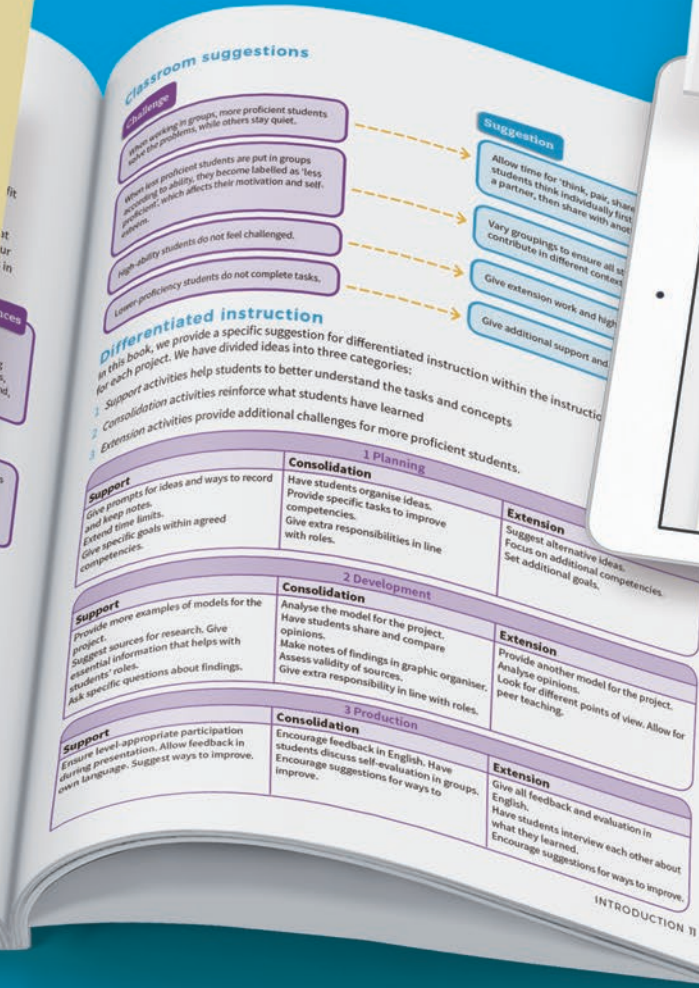 Classroom suggestions
Challenge
When working in groups, more proficient students
solve the problems, while others stay quiet.
When less proficient students are put in groups
according to ability, they become labelled as 'less
proficient', which affects their motivation and self-
esteem.
High-ability students do not feel challenged.
Lower-proficiency students do not complete tasks.
Suggestion
Allow time for 'think, pair, share
students think individually first
a partner, then share with
Vary groupings to ensure all
contribute in different
Give extension work and
Give additional support and
Differentiated instruction
In this book, we provide a specific suggestion for differentiated instruction within the
for each project. We have divided ideas into three categories:
1 Support activities help students to better understand the tasks and concepts
2 Consolidation activities reinforce what students have learned
3 Extension activities provide additional challenges for more proficient students.
1 Planning
Support
Give prompts for ideas and ways to record
and keep notes.
Extend time limits.
Give specific goals within agreed
competencies.
Consolidation
Have students organise ideas.
Provide specific tasks to improve
competencies.
Give extra responsibilities in line
with roles.
Extension
Suggest alternative ideas.
Focus on additional competencies.
Set additional goals.
2 Development
Support
Provide more examples of models for the
project.
Suggest sources for research. Give
essential information that helps with
students' roles.
Ask specific questions about findings.
Consolidation
Analyse the model for the project.
Have students share and compare
opinions.
Make notes of findings in graphic organiser.
Assess validity of sources.
Give extra responsibility in line with roles.
Extension
Provide another model for the project.
Analyse opinions.
Look for different points of view. Allow for
peer teaching.
3 Production
Support
Ensure level-appropriate participation
during presentation. Allow feedback in
own language. Suggest ways to improve.
Consolidation
Encourage feedback in English. Have
students discuss self-evaluation in groups.
Encourage suggestions for ways to
improve.
Extension
Give all feedback and evaluation in
English.
Have students interview each other about
what they learned.
Encourage suggestions for ways to improve.
INTRODUCTION 11